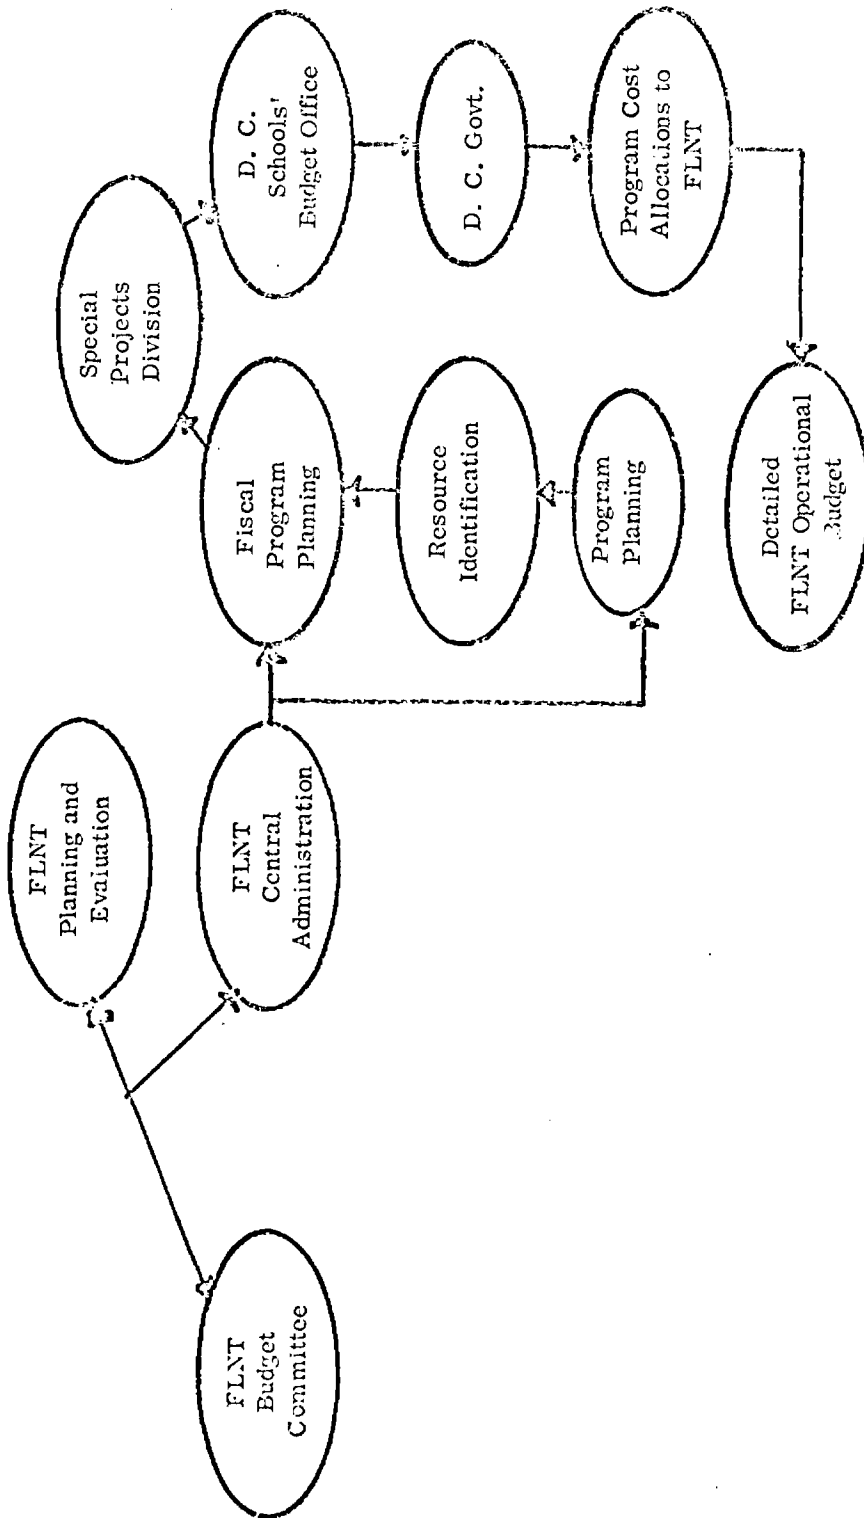 FLNT
Budget
Committee
FLNT
Planning and
Evaluation
FLNT
Central
Administration
Fiscal
Program
Planning
Resource
Identification
Program
Planning
Special
Projects
Division
D. C.
Schools'
Budget Office
D. C. Govt.
Program Cost
Allocations to
FLNT
Detailed
FLNT Operational
Budget